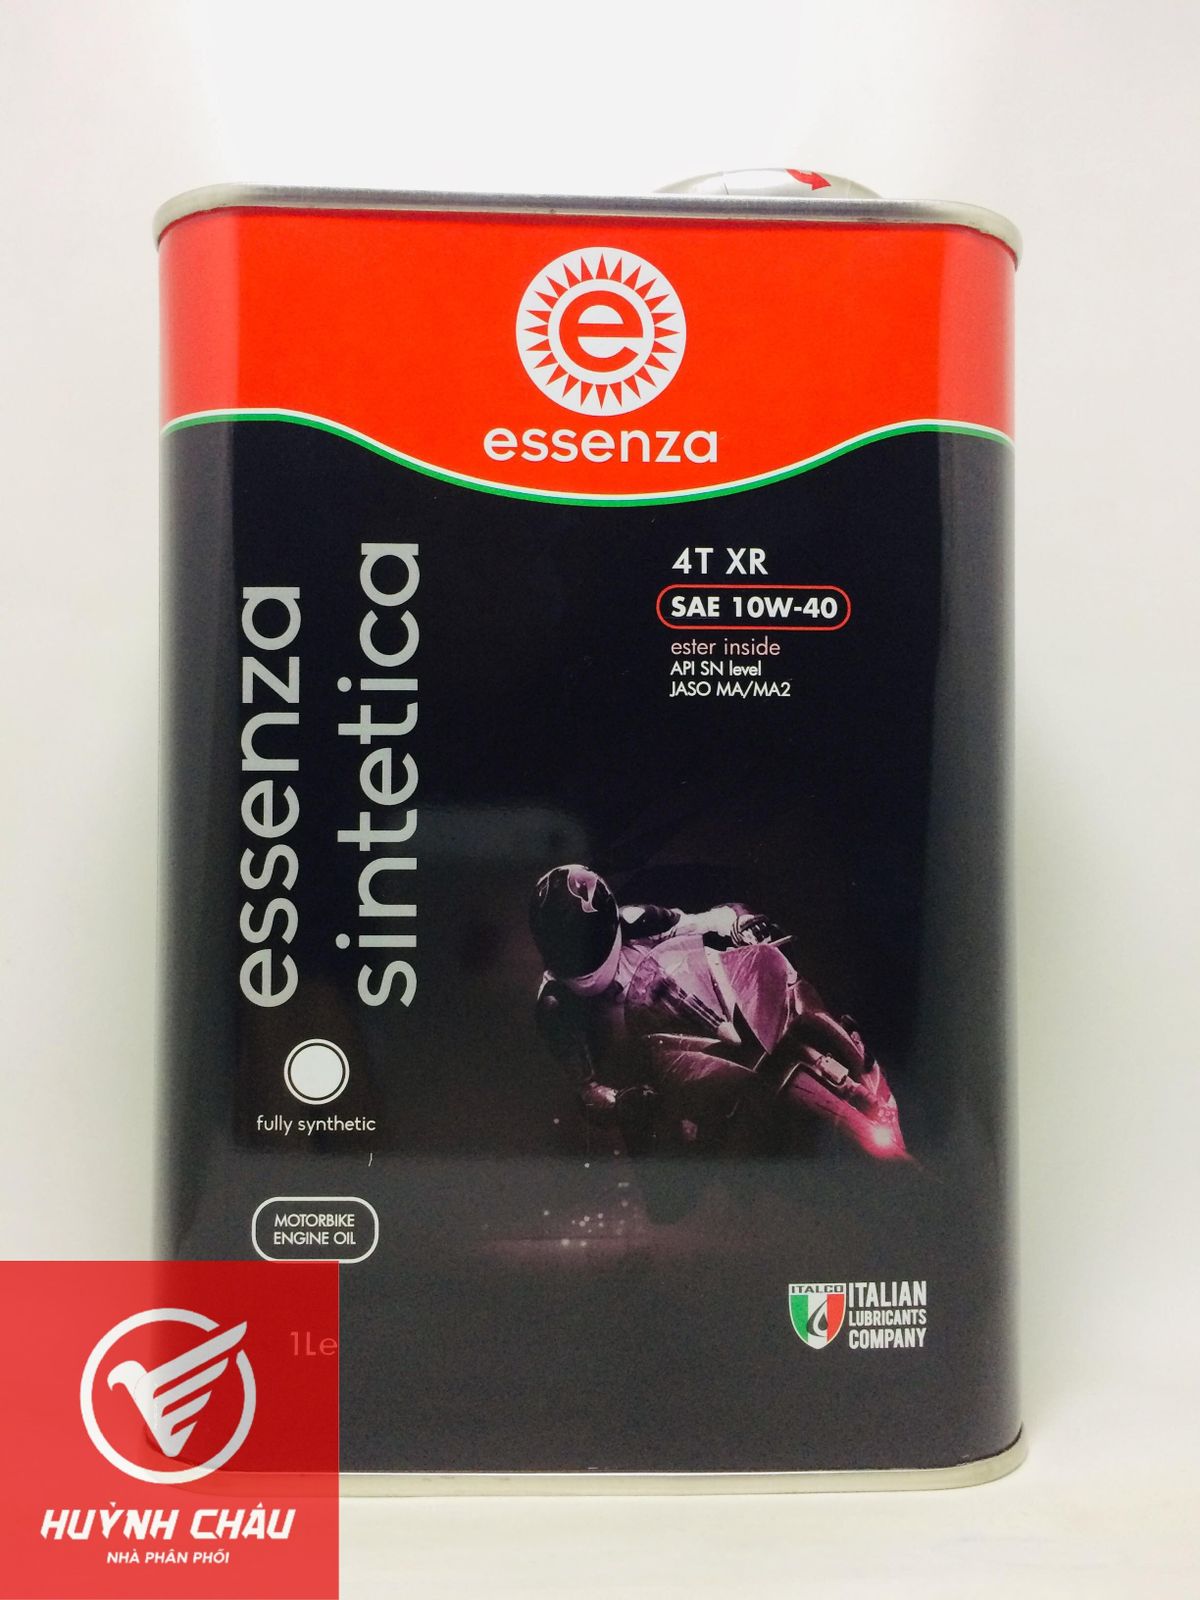 e
essenza
essenza
sintetica
4T XR
SAE 10W-40
ester inside
API SN level
JASO MA/MA2
fully synthetic
MOTORBIKE
ENGINE OIL
1Le
ITALCO
ITALIAN
LUBRICANTS
COMPANY
HUỲNH CHÂU
NHÀ PHÂN PHỐI